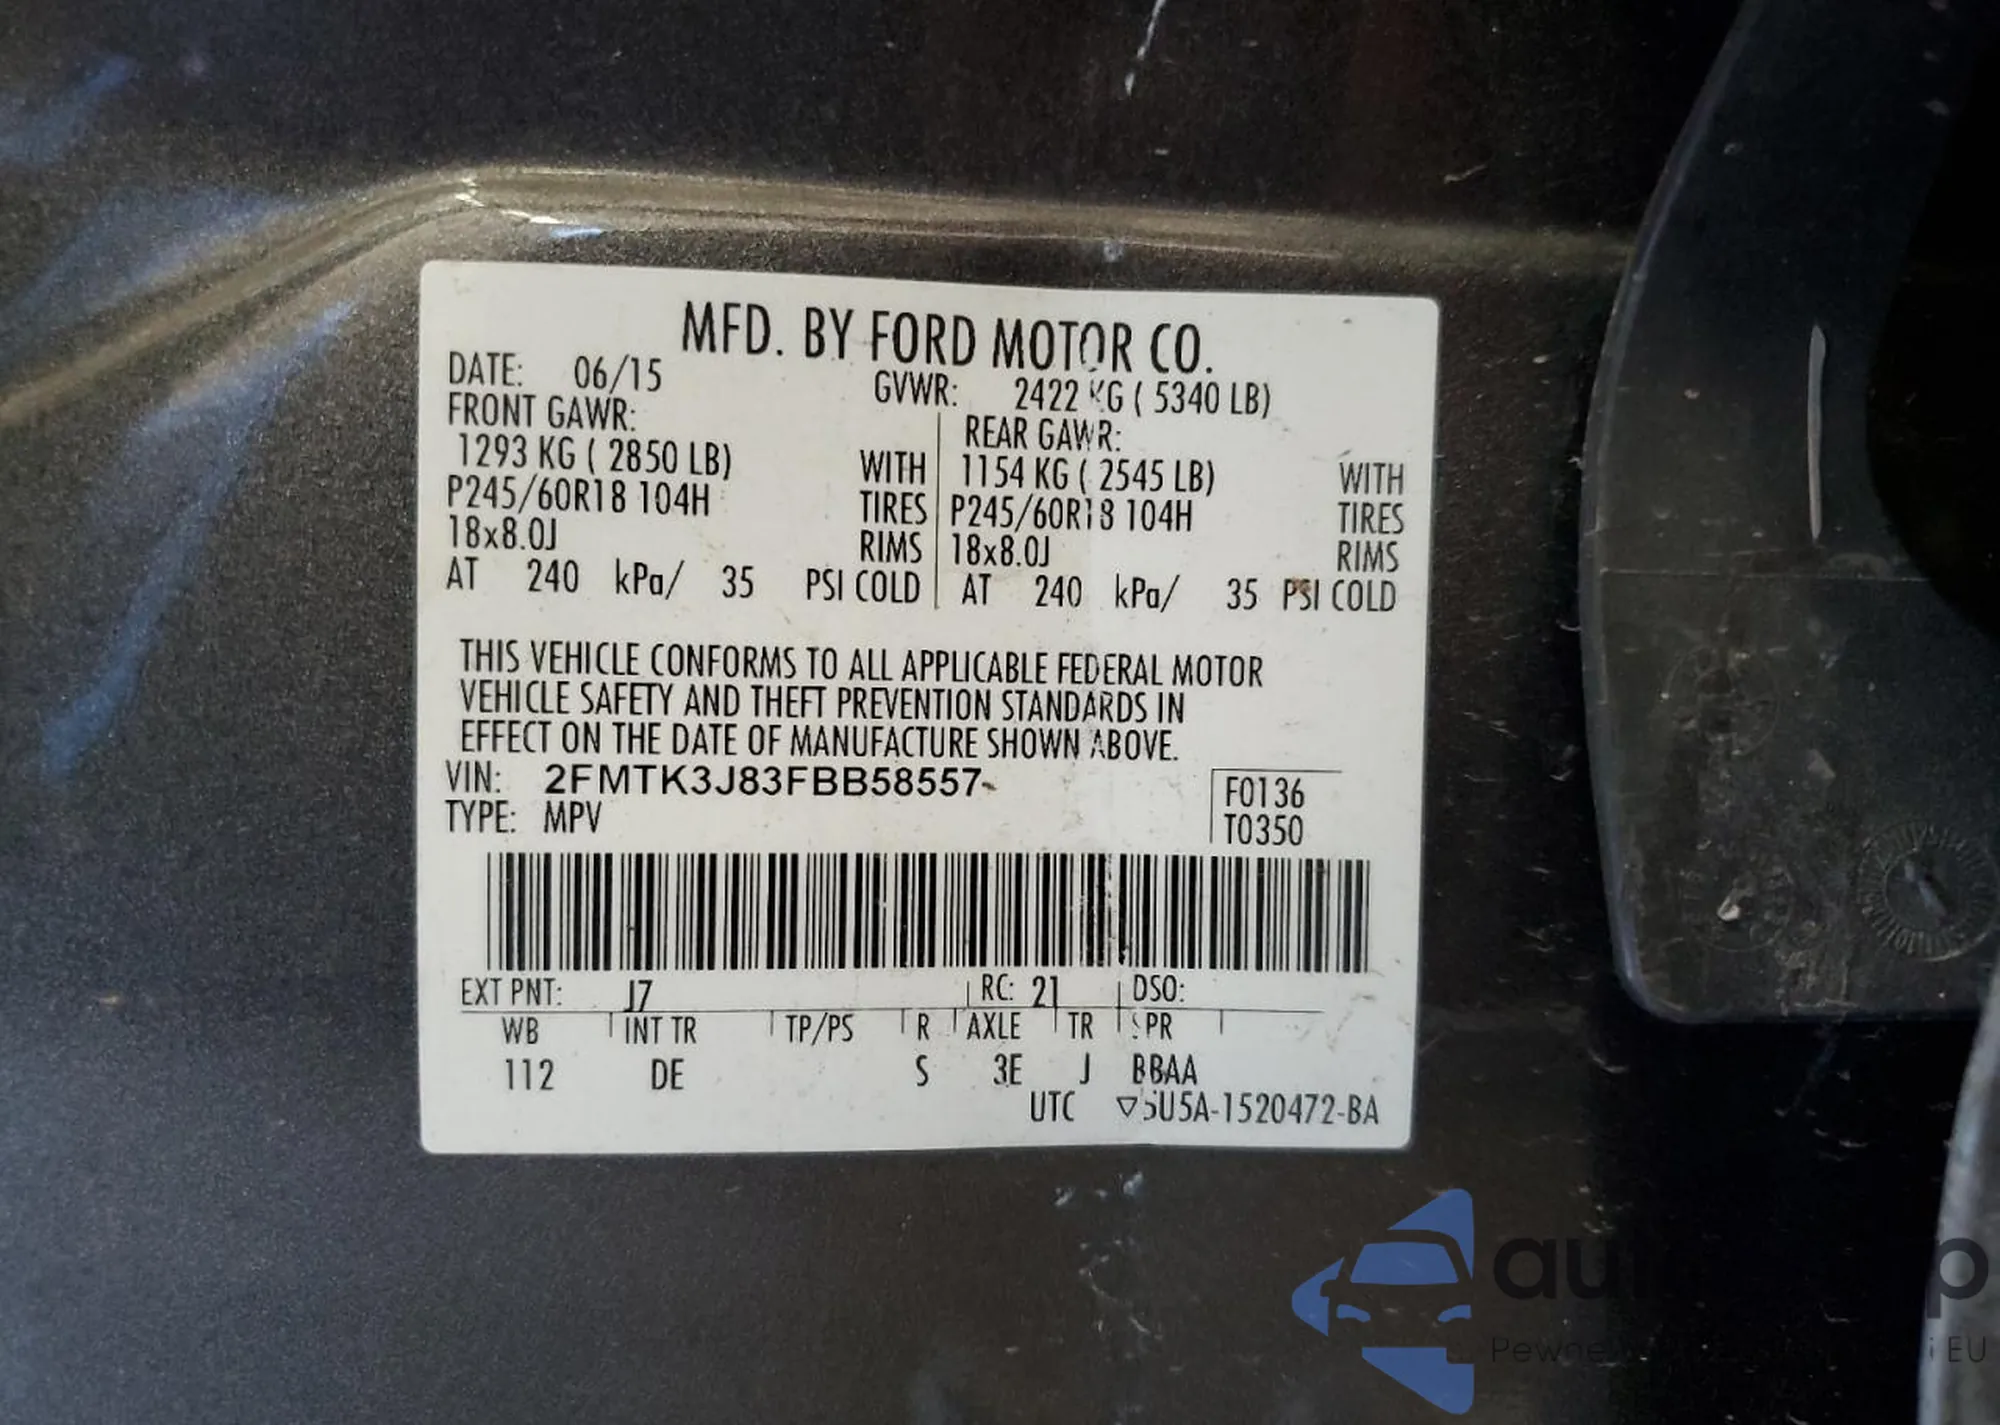 MFD. BY FORD MOTOR CO.
DATE: 06/15 GVWR: 2422 KG ( 5340 LB)
FRONT GAWR: REAR GAWR:
1293 KG ( 2850 LB) WITH 1154 KG ( 2545 LB) WITH
P245/60R18 104H TIRES P245/60R18 104H TIRES
18x8.0J RIMS 18x8.0J RIMS
AT 240 kPa/ 35 PSI COLD AT 240 kPa/ 35 PSI COLD
THIS VEHICLE CONFORMS TO ALL APPLICABLE FEDERAL MOTOR
VEHICLE SAFETY AND THEFT PREVENTION STANDARDS IN
EFFECT ON THE DATE OF MANUFACTURE SHOWN ABOVE.
VIN: 2FMTK3J83FBB58557
F0136
TYPE: MPV
T0350
EXT PNT: J7 RC: 21 DSO:
WB INT TR TP/PS R AXLE TR SPR
112 DE S 3E J BBAA
UTC ▽5U5A-1520472-BA
EU